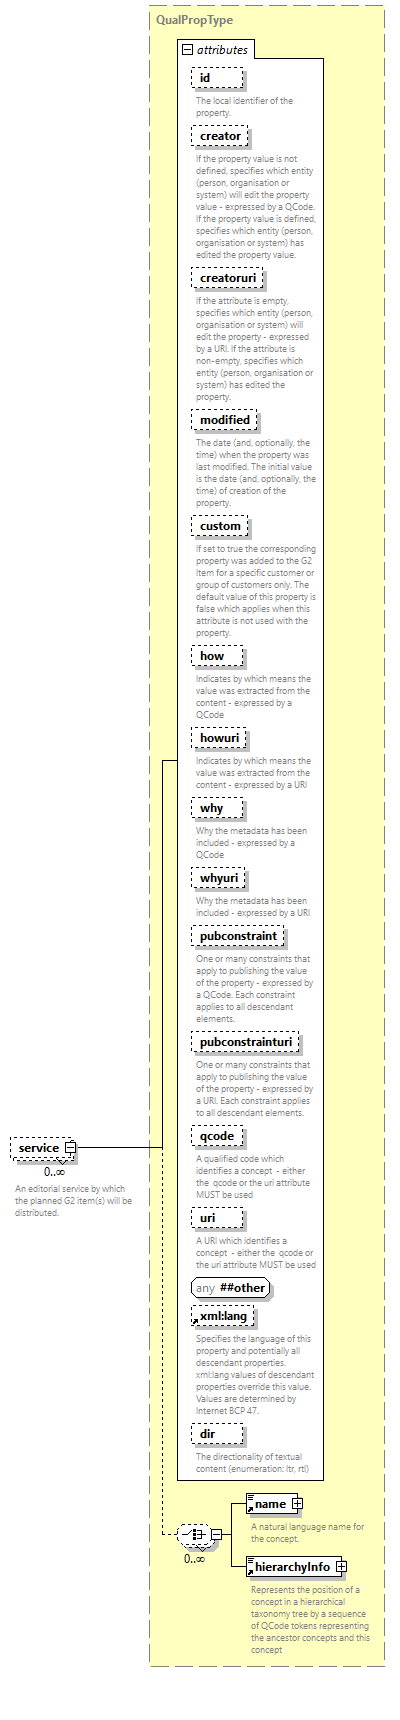 QualPropType
attributes
id
The local identifier of the
property.
creator
If the property value is not
defined, specifies which entity
(person, organisation or
system) will edit the property
value - expressed by a QCode.
If the property value is defined,
specifies which entity (person,
organisation or system) has
edited the property value.
creatoruri
If the attribute is empty,
specifies which entity (person,
organisation or system) will
edit the property - expressed
by a URI. If the attribute is
non-empty, specifies which
entity (person, organisation or
system) has edited the
property.
modified
The date (and, optionally, the
time) when the property was
last modified. The initial value
is the date (and, optionally, the
time) of creation of the
property.
custom
If set to true the corresponding
property was added to the G2
Item for a specific customer or
group of customers only. The
default value of this property is
false which applies when this
attribute is not used with the
property.
how
Indicates by which means the
value was extracted from the
content - expressed by a
QCode
howuri
Indicates by which means the
value was extracted from the
content - expressed by a URI
why
Why the metadata has been
included - expressed by a
QCode
whyuri
Why the metadata has been
included - expressed by a URI
pubconstraint
One or many constraints that
apply to publishing the value
of the property - expressed by
a QCode. Each constraint
applies to all descendant
elements.
pubconstrainturi
One or many constraints that
apply to publishing the value
of the property - expressed by
a URI. Each constraint applies
to all descendant elements.
qcode
A qualified code which
identifies a concept - either
the qcode or the uri attribute
MUST be used
uri
A URI which identifies a
concept - either the qcode or
the uri attribute MUST be used
any ##other
xml:lang
Specifies the language of this
property and potentially all
descendant properties.
xml:lang values of descendant
properties override this value.
Values are determined by
Internet BCP 47.
dir
The directionality of textual
content (enumeration: ltr, rtl)
service
0..∞
An editorial service by which
the planned G2 item(s) will be
distributed.
0..∞
name
A natural language name for
the concept.
hierarchyInfo
Represents the position of a
concept in a hierarchical
taxonomy tree by a sequence
of QCode tokens representing
the ancestor concepts and this
concept